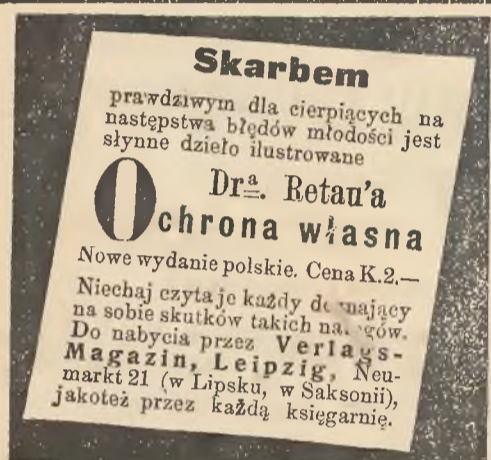 Skarbem
prawdziwym dla cierpiących na
następstwa błędów młodości jest
słynne dzieło ilustrowane
Dra. Retau'a
Ochrona własna
Nowe wydanie polskie. Cena K.2.—
Niechaj czytaje każdy
na sobie skutków takich
Do nabycia przez Verlags-
Magazin, Leipzig, Neu-
markt 21 (w Lipsku, w Saksonii),
jakoteż przez każdą księgarnię.